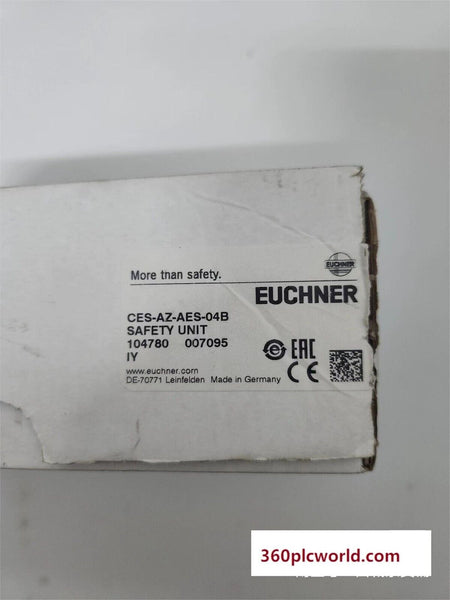 EUCHNER
More than safety.
EUCHNER
CES-AZ-AES-04B
SAFETY UNIT
104780 007095
IY
www.euchner.com
DE-70771 Leinfelden Made in Germany
EAC
CE
360plcworld.com